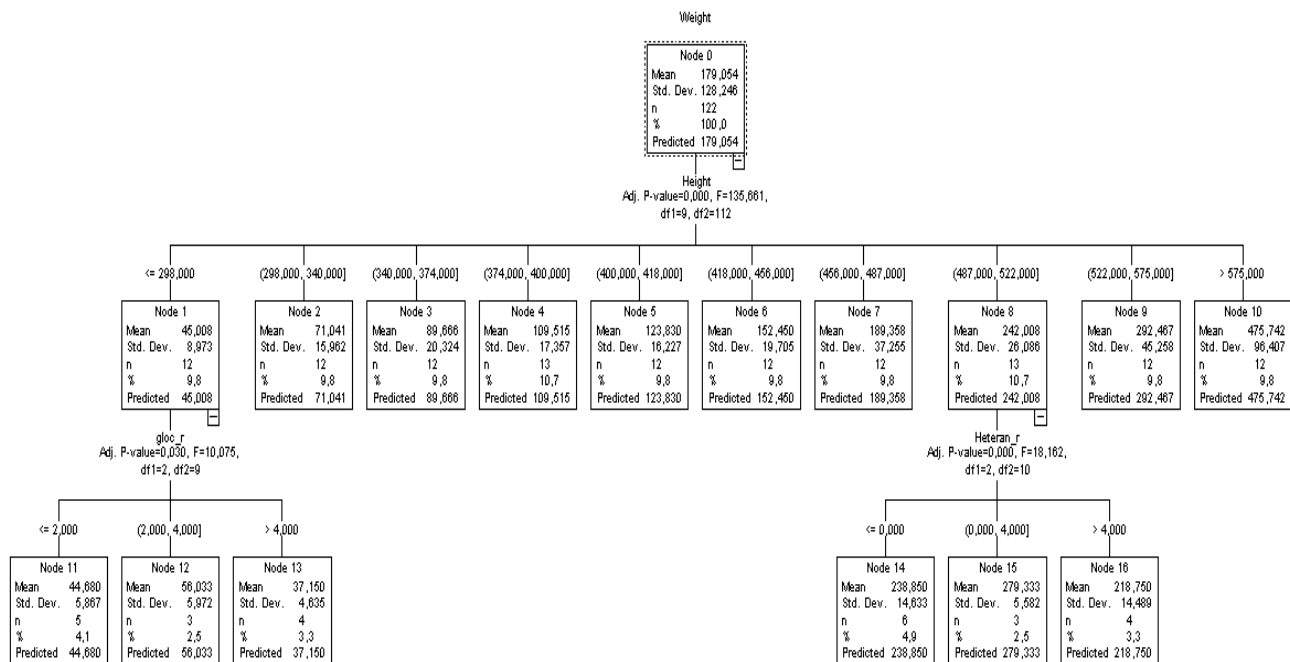 Weight
Node 0
Mean 179,054
Std. Dev. 128,246
n 122
% 100,0
Predicted 179,054
Height
Adj. P-value=0,000, F=135,661,
df1=9, df2=112
<= 298,000
(298,000, 340,000]
(340,000, 374,000]
(374,000, 400,000]
(400,000, 418,000]
(418,000, 456,000]
(456,000, 487,000]
(487,000, 522,000]
(522,000, 575,000]
> 575,000
Node 1
Mean 45,008
Std. Dev. 8,973
n 12
% 9,8
Predicted 45,008
Node 2
Mean 71,041
Std. Dev. 15,962
n 12
% 9,8
Predicted 71,041
Node 3
Mean 89,666
Std. Dev. 20,324
n 12
% 9,8
Predicted 89,666
Node 4
Mean 109,515
Std. Dev. 17,357
n 13
% 10,7
Predicted 109,515
Node 5
Mean 123,830
Std. Dev. 16,227
n 12
% 9,8
Predicted 123,830
Node 6
Mean 152,450
Std. Dev. 19,705
n 12
% 9,8
Predicted 152,450
Node 7
Mean 189,358
Std. Dev. 37,255
n 12
% 9,8
Predicted 189,358
Node 8
Mean 242,008
Std. Dev. 26,086
n 13
% 10,7
Predicted 242,008
Node 9
Mean 292,467
Std. Dev. 45,258
n 12
% 9,8
Predicted 292,467
Node 10
Mean 475,742
Std. Dev. 96,407
n 12
% 9,8
Predicted 475,742
gloc_r
Adj. P-value=0,030, F=10,075,
df1=2, df2=9
Heteran_r
Adj. P-value=0,000, F=18,162,
df1=2, df2=10
<= 2,000
(2,000, 4,000]
> 4,000
<= 0,000
(0,000, 4,000]
> 4,000
Node 11
Mean 44,680
Std. Dev. 5,867
n 5
% 4,1
Predicted 44,680
Node 12
Mean 56,033
Std. Dev. 5,972
n 3
% 2,5
Predicted 56,033
Node 13
Mean 37,150
Std. Dev. 4,635
n 4
% 3,3
Predicted 37,150
Node 14
Mean 238,850
Std. Dev. 14,633
n 6
% 4,9
Predicted 238,850
Node 15
Mean 279,333
Std. Dev. 5,582
n 3
% 2,5
Predicted 279,333
Node 16
Mean 218,750
Std. Dev. 14,489
n 4
% 3,3
Predicted 218,750